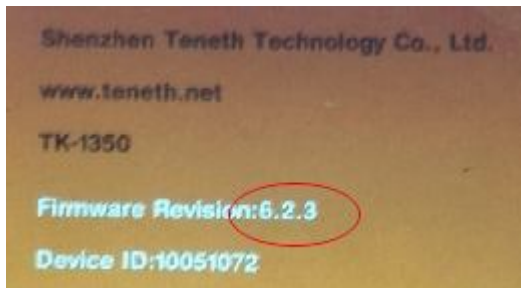 Shenzhen Teneth Technology Co., Ltd.
www.teneth.net
TK-1350
Firmware Revision:6.2.3
Device ID:10051072